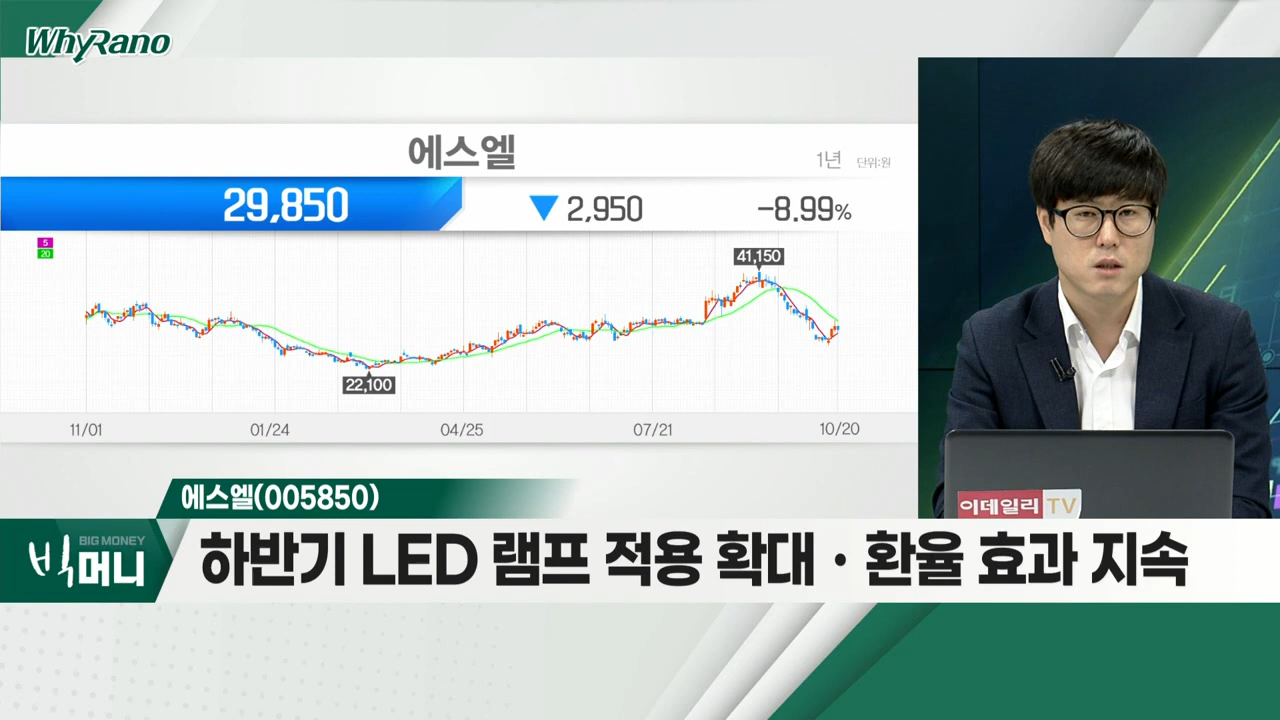 WhyRano
에스엘
1년 단위:원
29,850 ▼ 2,950 -8.99%
5
20
41,150
22,100
11/01 01/24 04/25 07/21 10/20
이데일리 TV
에스엘(005850)
BIG MONEY
빅머니
하반기 LED 램프 적용 확대·환율 효과 지속